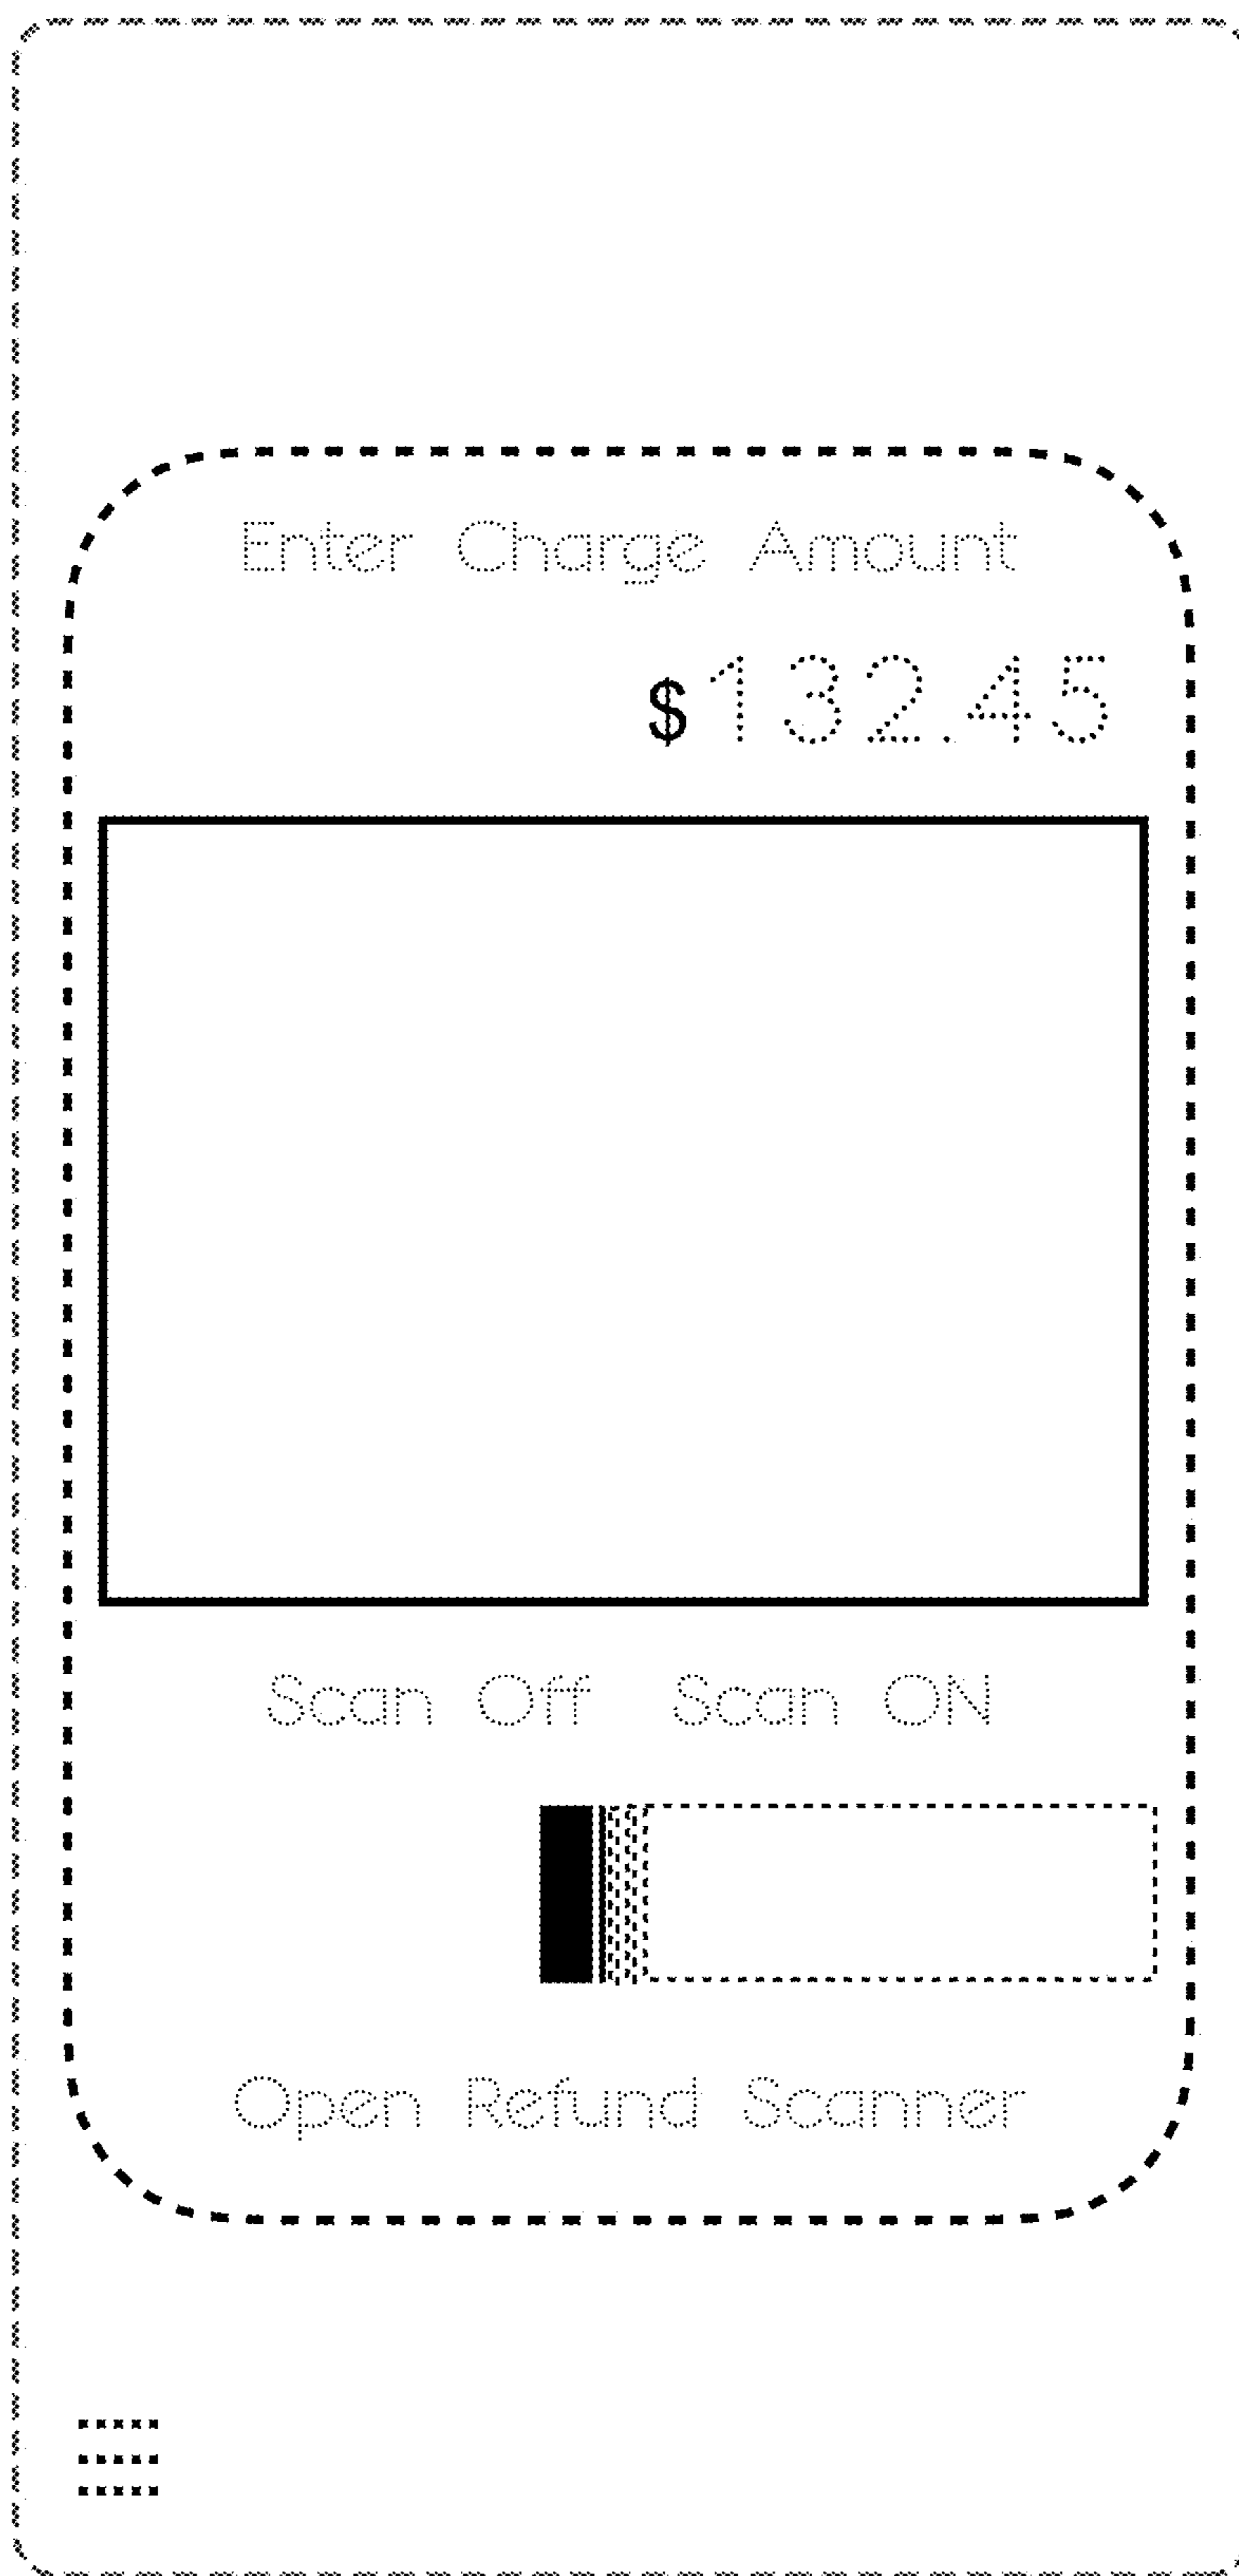 Enter Charge Amount
$132.45
Scan Off Scan ON
Open Refund Scanner